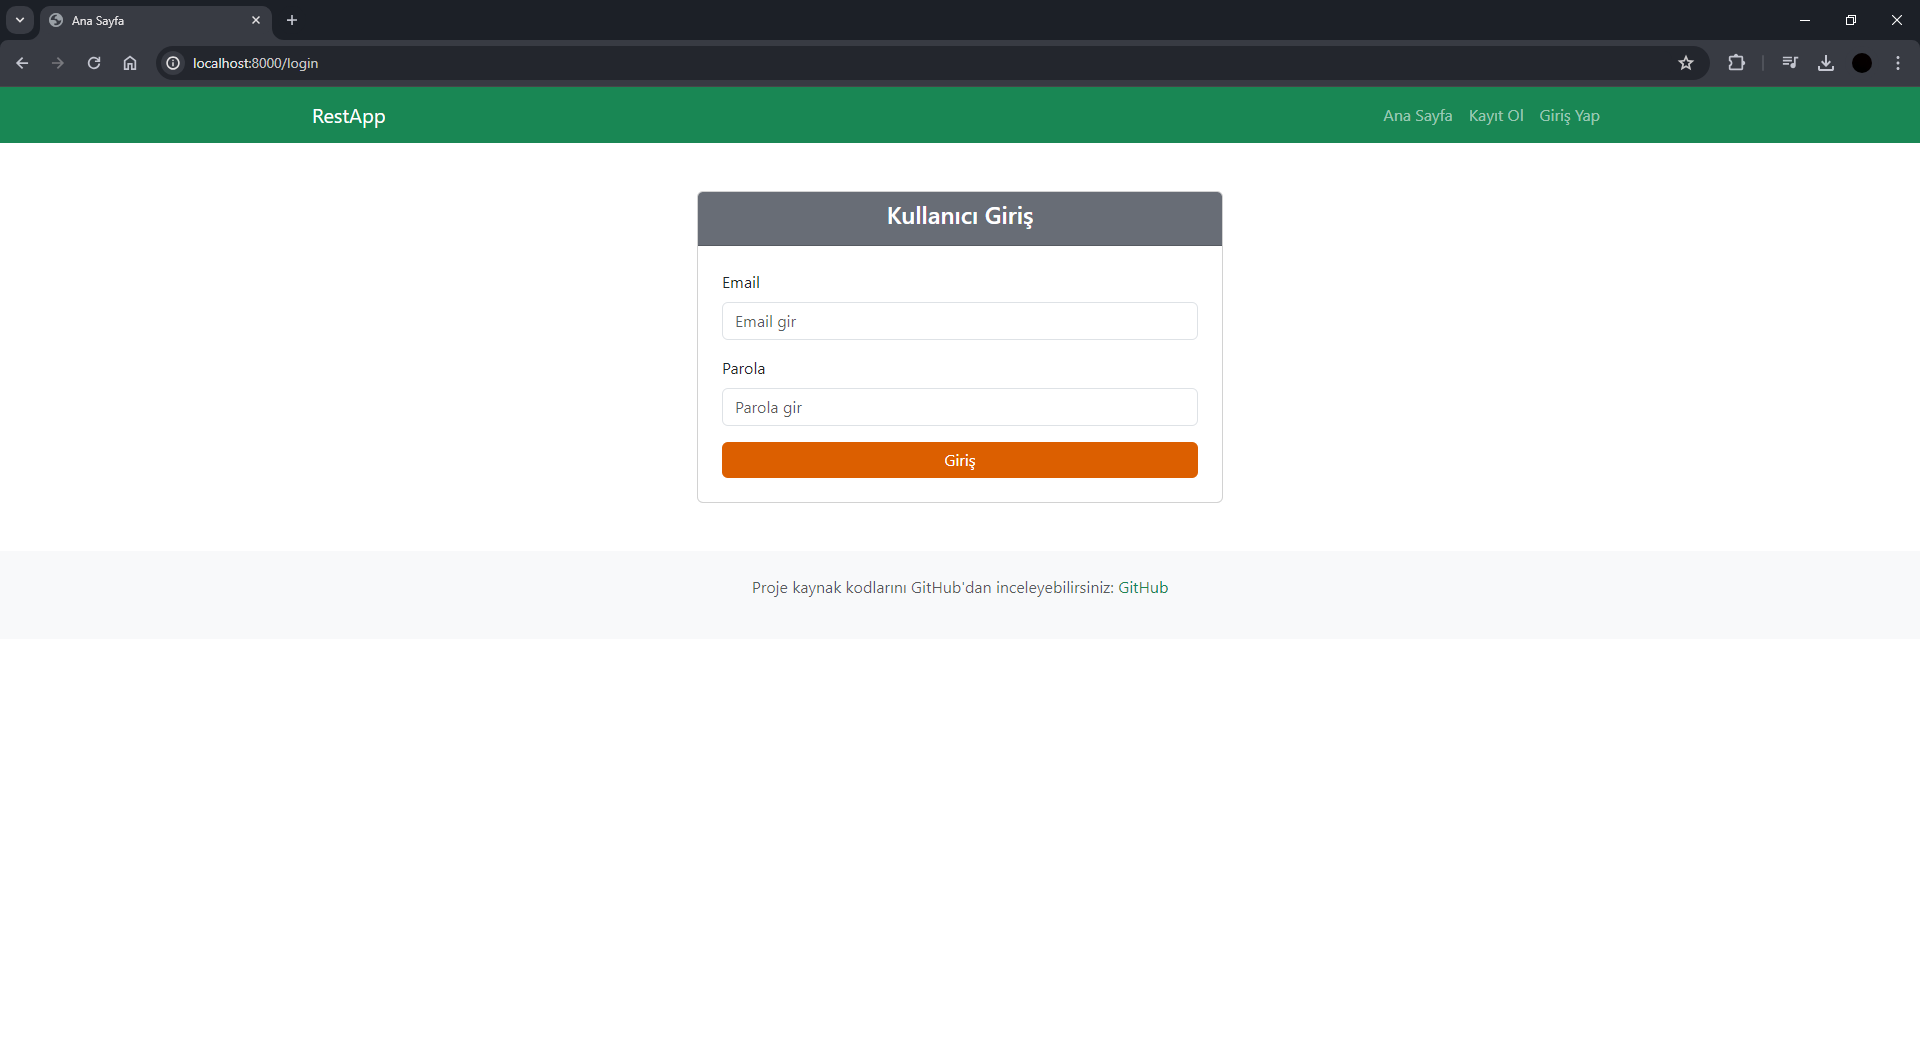 Ana Sayfa
localhost:8000/login
RestApp
Ana Sayfa Kayıt Ol Giriş Yap
Kullanıcı Giriş
Email
Email gir
Parola
Parola gir
Giriş
Proje kaynak kodlarını GitHub'dan inceleyebilirsiniz: GitHub